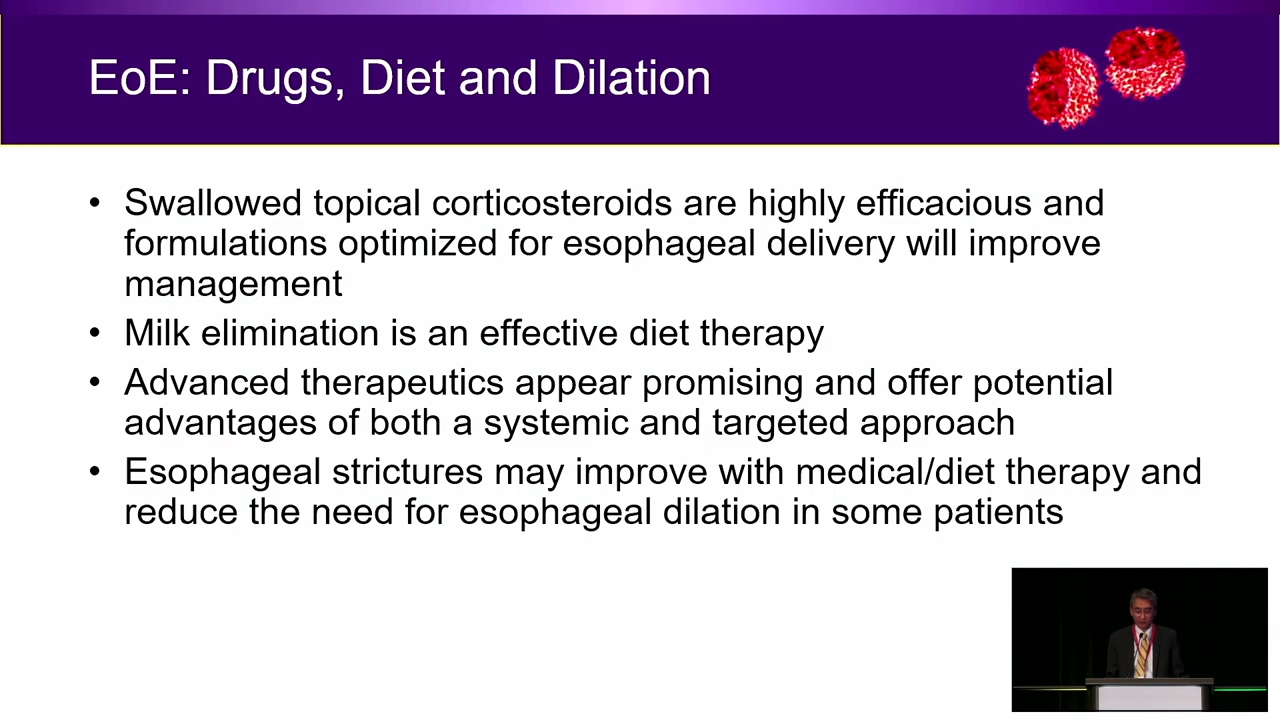 EoE: Drugs, Diet and Dilation
• Swallowed topical corticosteroids are highly efficacious and
formulations optimized for esophageal delivery will improve
management
• Milk elimination is an effective diet therapy
• Advanced therapeutics appear promising and offer potential
advantages of both a systemic and targeted approach
• Esophageal strictures may improve with medical/diet therapy and
reduce the need for esophageal dilation in some patients